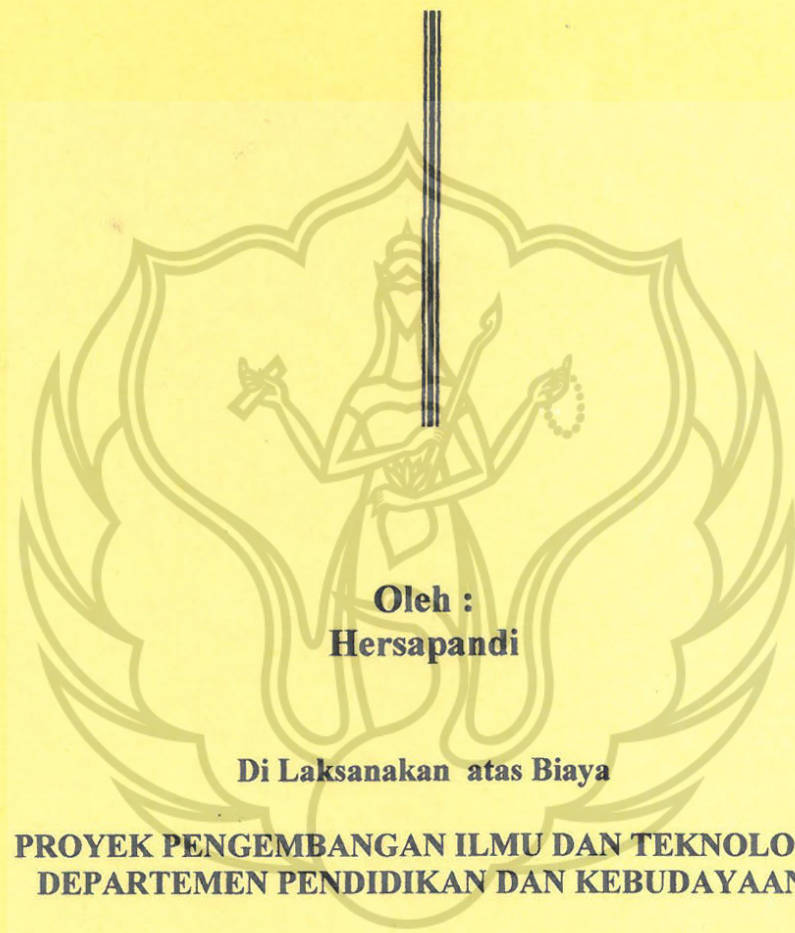 Oleh :
Hersapandi
Di Laksanakan atas Biaya
PROYEK PENGEMBANGAN ILMU DAN TEKNOLO
DEPARTEMEN PENDIDIKAN DAN KEBUDAYAAN